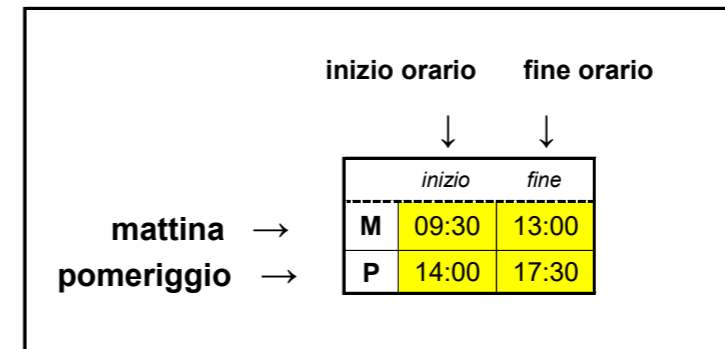 inizio orario fine orario
↓ ↓
inizio fine
mattina → M 09:30 13:00
pomeriggio → P 14:00 17:30